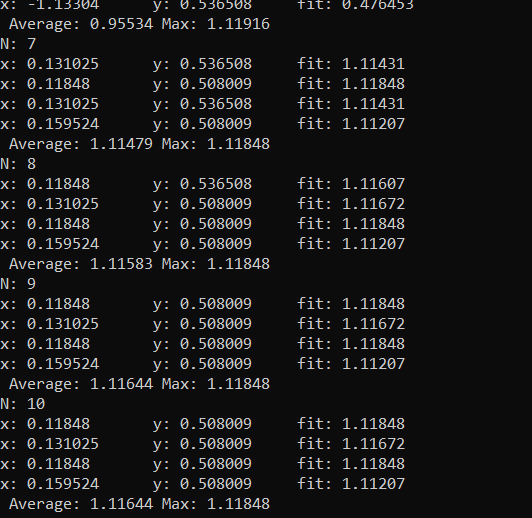 x: -1.13304 y: 0.536508 fit: 0.476453
Average: 0.95534 Max: 1.11916
N: 7
x: 0.131025 y: 0.536508 fit: 1.11431
x: 0.11848 y: 0.508009 fit: 1.11848
x: 0.131025 y: 0.536508 fit: 1.11431
x: 0.159524 y: 0.508009 fit: 1.11207
Average: 1.11479 Max: 1.11848
N: 8
x: 0.11848 y: 0.536508 fit: 1.11607
x: 0.131025 y: 0.508009 fit: 1.11672
x: 0.11848 y: 0.508009 fit: 1.11848
x: 0.159524 y: 0.508009 fit: 1.11207
Average: 1.11583 Max: 1.11848
N: 9
x: 0.11848 y: 0.508009 fit: 1.11848
x: 0.131025 y: 0.508009 fit: 1.11672
x: 0.11848 y: 0.508009 fit: 1.11848
x: 0.159524 y: 0.508009 fit: 1.11207
Average: 1.11644 Max: 1.11848
N: 10
x: 0.11848 y: 0.508009 fit: 1.11848
x: 0.131025 y: 0.508009 fit: 1.11672
x: 0.11848 y: 0.508009 fit: 1.11848
x: 0.159524 y: 0.508009 fit: 1.11207
Average: 1.11644 Max: 1.11848